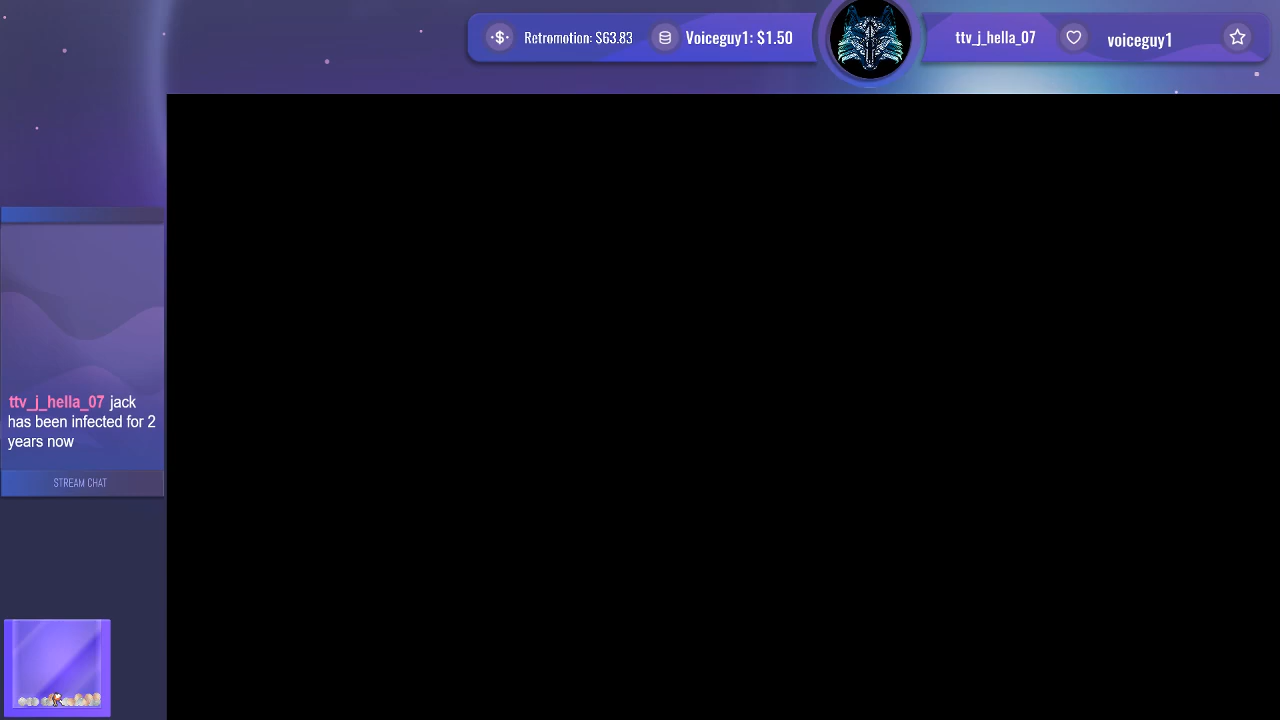 Retromotion: $63.83
Voiceguy1: $1.50
ttv_j_hella_07
voiceguy1
ttv_j_hella_07 jack
has been infected for 2
years now
STREAM CHAT